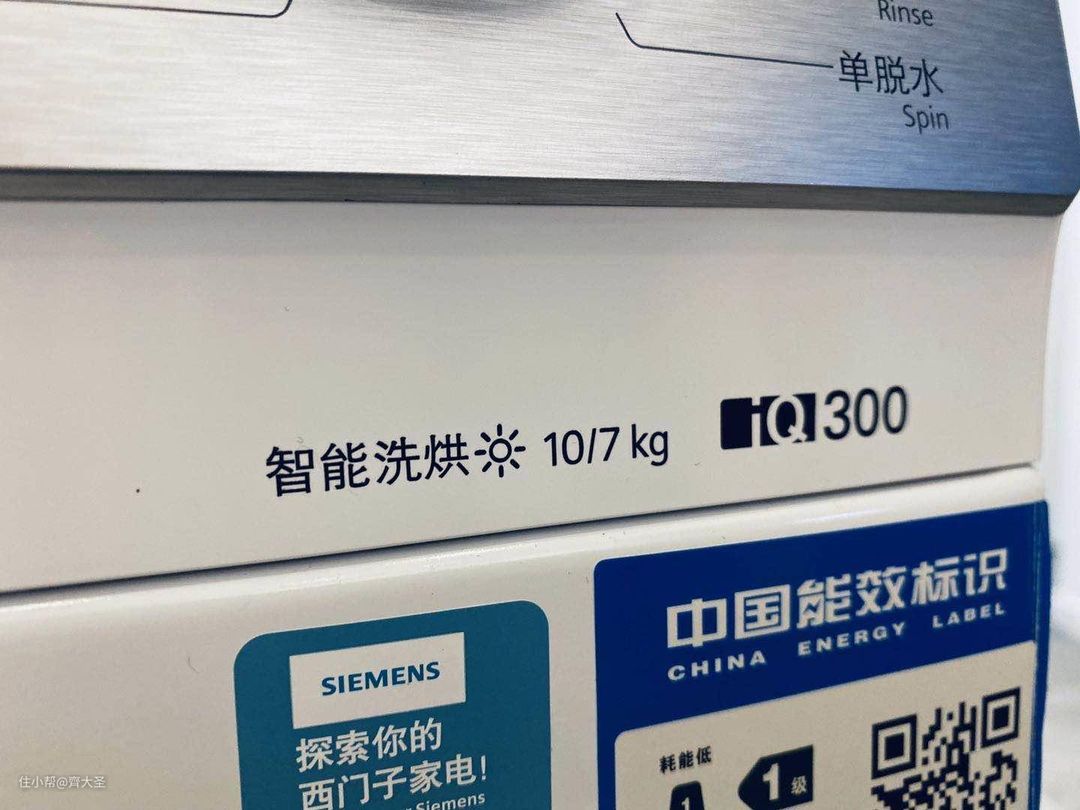 Rinse
单脱水
Spin
智能洗烘 10/7 kg
iQ300
中国能效标识
CHINA ENERGY LABEL
SIEMENS
探索你的
西门子家电!
Siemens
耗能低
1
1级
住小帮@齊大圣